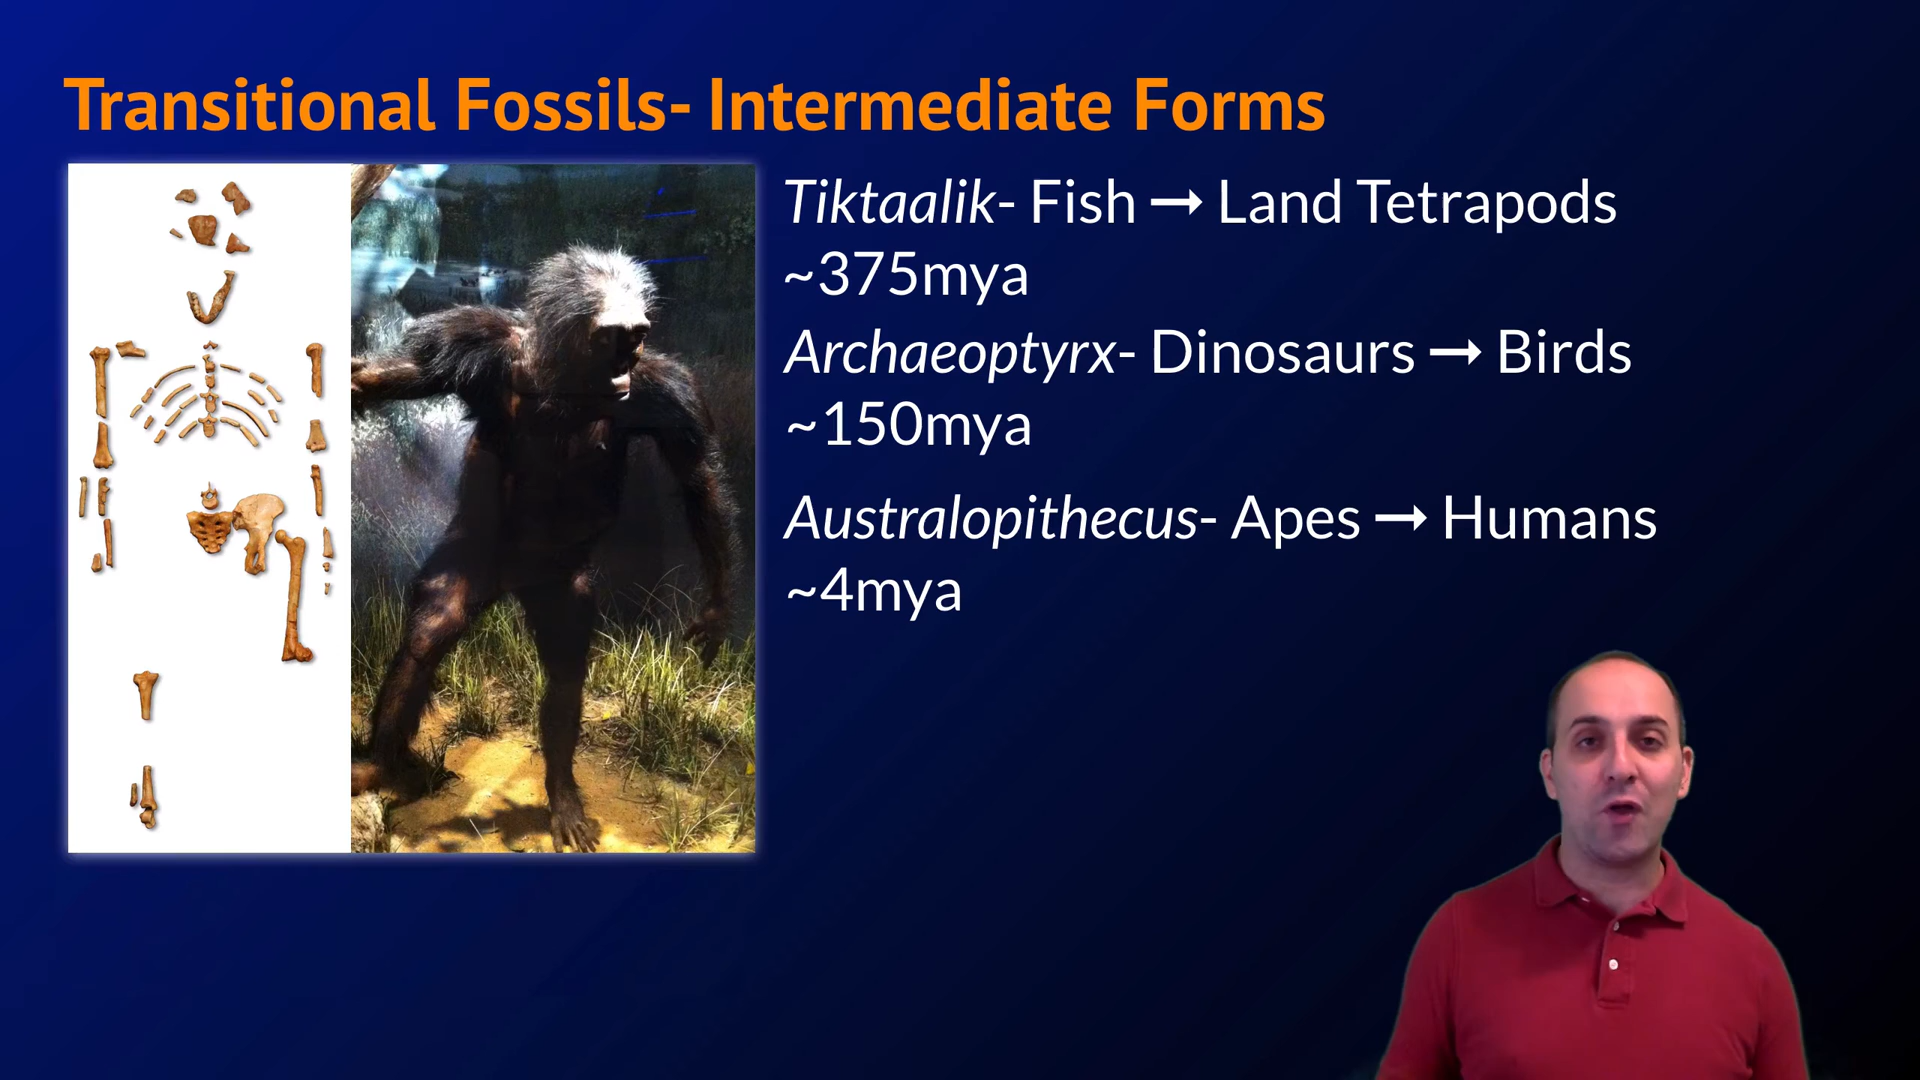 Transitional Fossils- Intermediate Forms
Tiktaalik- Fish → Land Tetrapods
~375mya
Archaeoptyrx- Dinosaurs → Birds
~150mya
Australopithecus- Apes → Humans
~4mya